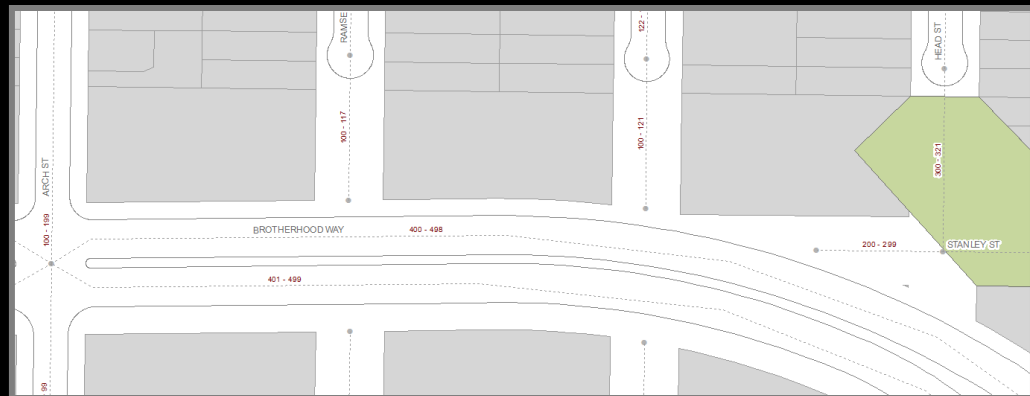 RAMSE
122 -
HEAD ST
100 - 117
100 - 121
300 - 321
ARCH ST
100 - 199
BROTHERHOOD WAY
400 - 498
200 - 299
STANLEY ST
401 - 499
99